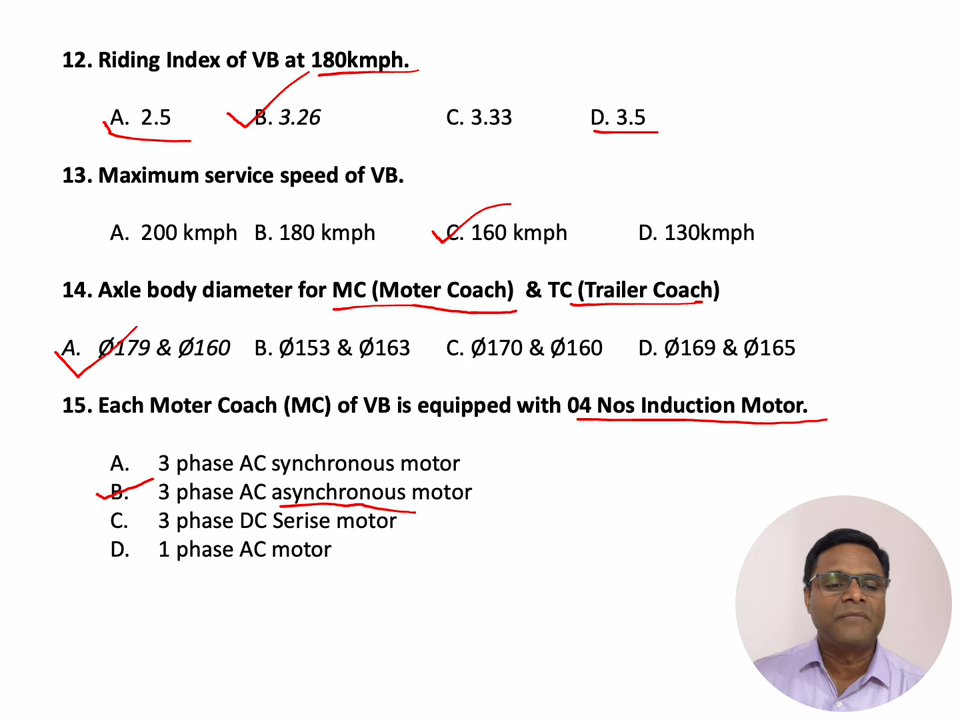 12. Riding Index of VB at 180kmph.
A. 2.5 B. 3.26 C. 3.33 D. 3.5
13. Maximum service speed of VB.
A. 200 kmph B. 180 kmph C. 160 kmph D. 130kmph
14. Axle body diameter for MC (Moter Coach) & TC (Trailer Coach)
A. Ø179 & Ø160 B. Ø153 & Ø163 C. Ø170 & Ø160 D. Ø169 & Ø165
15. Each Moter Coach (MC) of VB is equipped with 04 Nos Induction Motor.
A. 3 phase AC synchronous motor
B. 3 phase AC asynchronous motor
C. 3 phase DC Serise motor
D. 1 phase AC motor